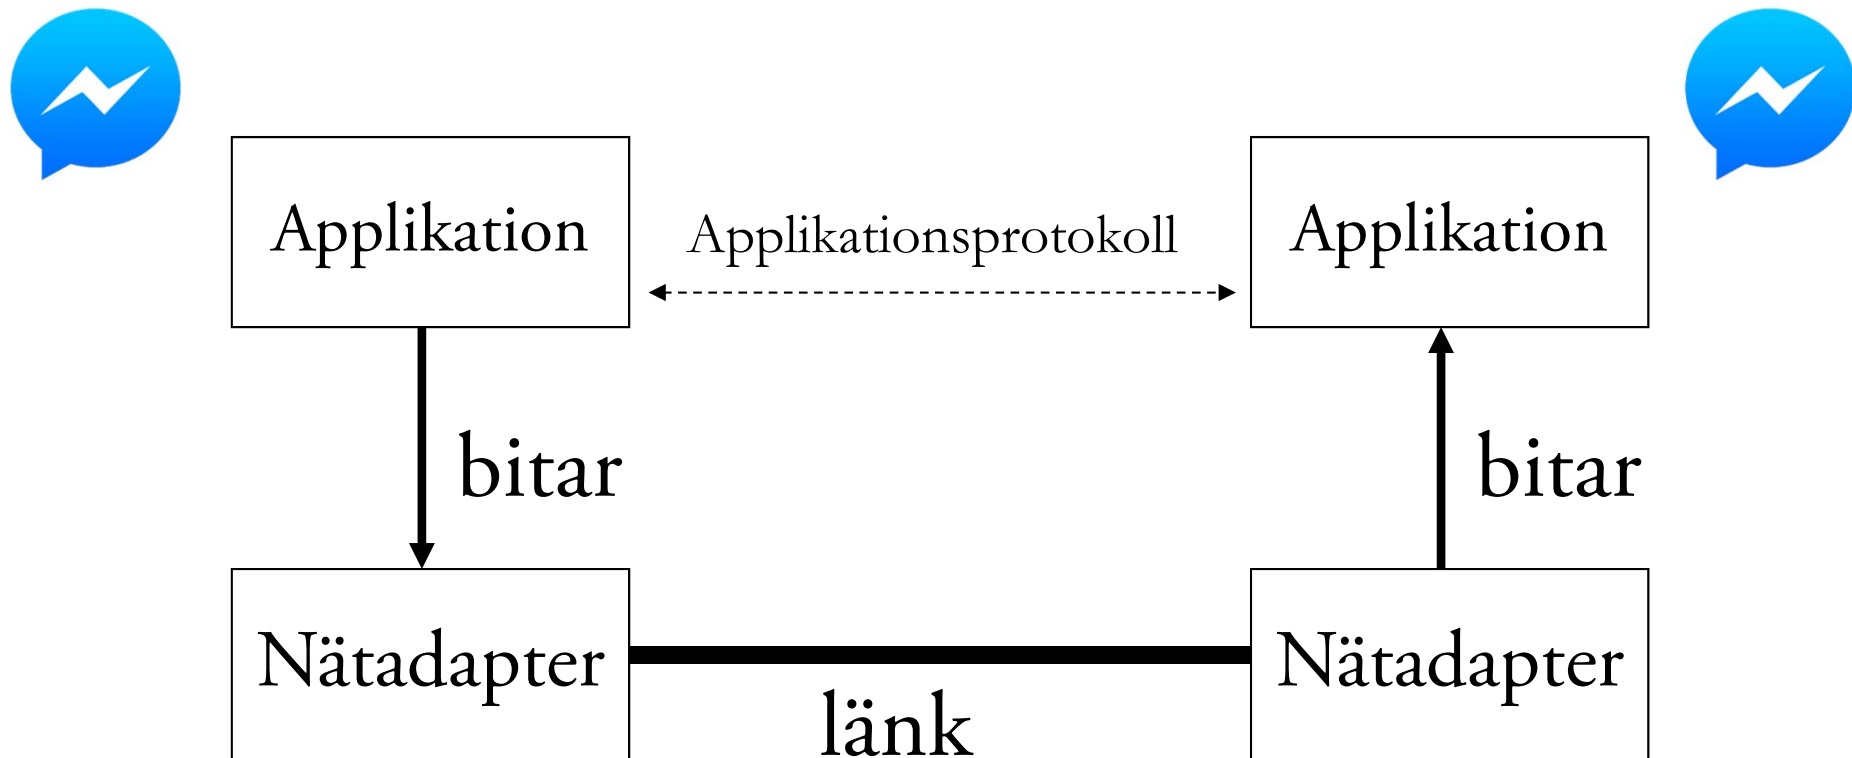 Applikation
Applikationsprotokoll
Applikation
bitar
bitar
Nätadapter
Nätadapter
länk